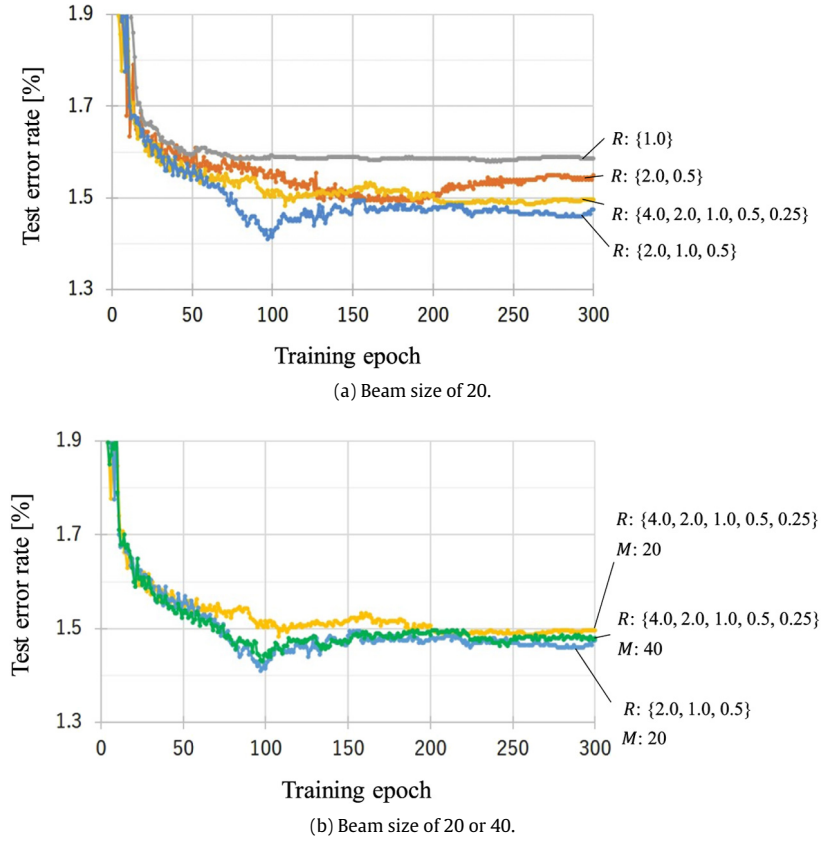 1.9
1.7
1.5
1.3
Test error rate [%]
0 50 100 150 200 250 300
Training epoch
R: {1.0}
R: {2.0, 0.5}
R: {4.0, 2.0, 1.0, 0.5, 0.25}
R: {2.0, 1.0, 0.5}
(a) Beam size of 20.
1.9
1.7
1.5
1.3
Test error rate [%]
0 50 100 150 200 250 300
Training epoch
R: {4.0, 2.0, 1.0, 0.5, 0.25}
M: 20
R: {4.0, 2.0, 1.0, 0.5, 0.25}
M: 40
R: {2.0, 1.0, 0.5}
M: 20
(b) Beam size of 20 or 40.